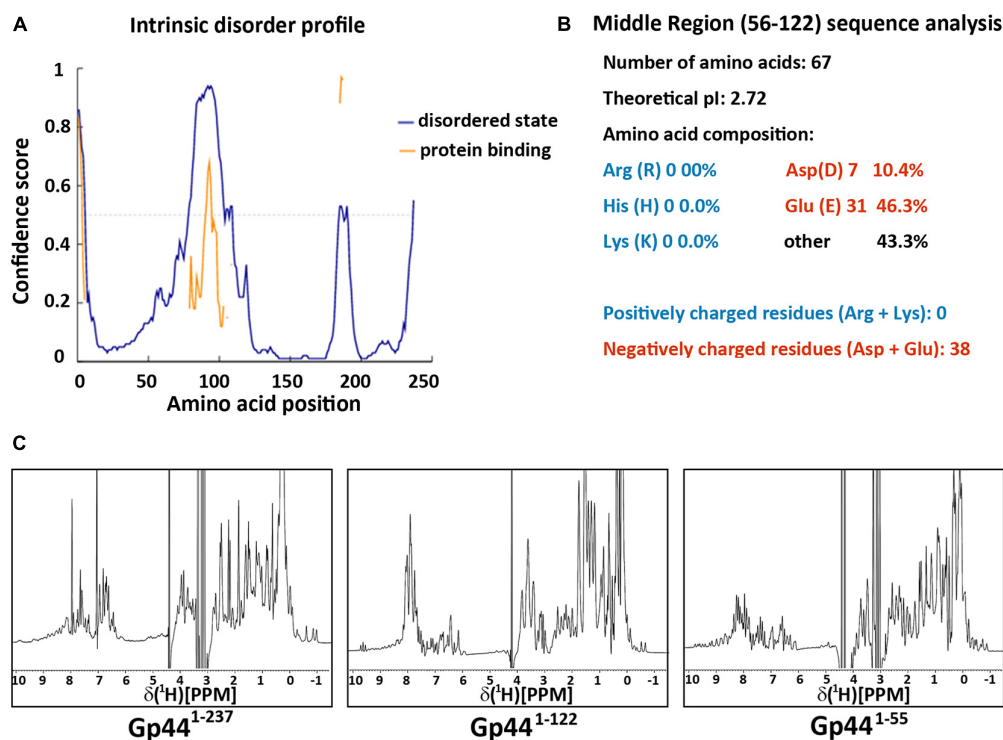 A
Intrinsic disorder profile
1
0.8
0.6
0.4
0.2
0
Confidence score
0 50 100 150 200 250
Amino acid position
disordered state
protein binding
B
Middle Region (56-122) sequence analysis
Number of amino acids: 67
Theoretical pI: 2.72
Amino acid composition:
Arg (R) 0 00% Asp(D) 7 10.4%
His (H) 0 0.0% Glu (E) 31 46.3%
Lys (K) 0 0.0% other 43.3%
Positively charged residues (Arg + Lys): 0
Negatively charged residues (Asp + Glu): 38
C
10 9 8 7 6 5 4 3 2 1 0 -1
δ(¹H)[PPM]
Gp44¹⁻²³⁷
10 9 8 7 6 5 4 3 2 1 0 -1
δ(¹H)[PPM]
Gp44¹⁻¹²²
10 9 8 7 6 5 4 3 2 1 0 -1
δ(¹H)[PPM]
Gp44¹⁻⁵⁵